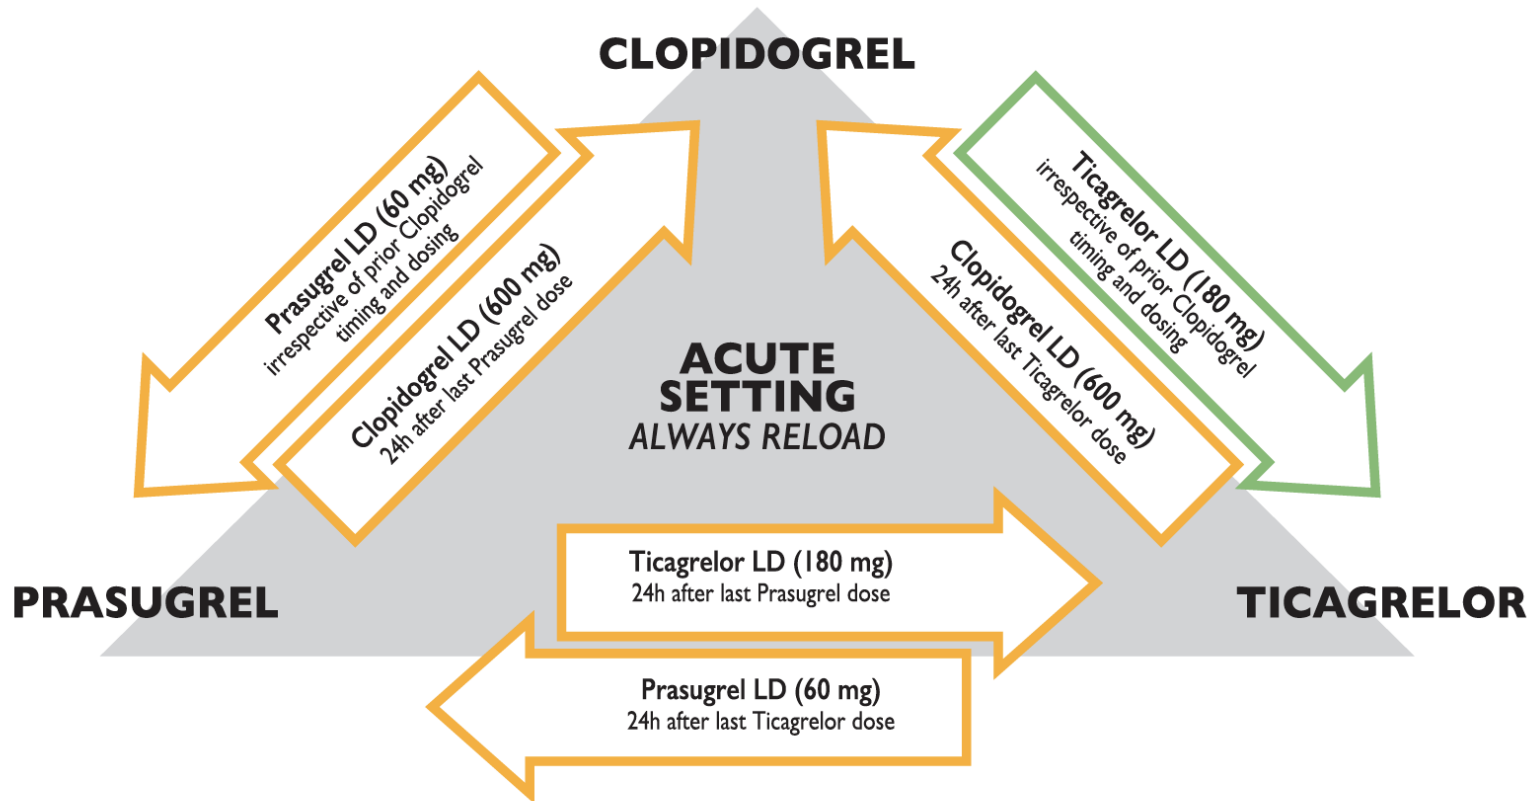 CLOPIDOGREL
Prasugrel LD (60 mg)
irrespective of prior Clopidogrel
timing and dosing
Clopidogrel LD (600 mg)
24h after last Prasugrel dose
Clopidogrel LD (600 mg)
24h after last Ticagrelor dose
Ticagrelor LD (180 mg)
irrespective of prior Clopidogrel
timing and dosing
ACUTE
SETTING
ALWAYS RELOAD
PRASUGREL
TICAGRELOR
Ticagrelor LD (180 mg)
24h after last Prasugrel dose
Prasugrel LD (60 mg)
24h after last Ticagrelor dose